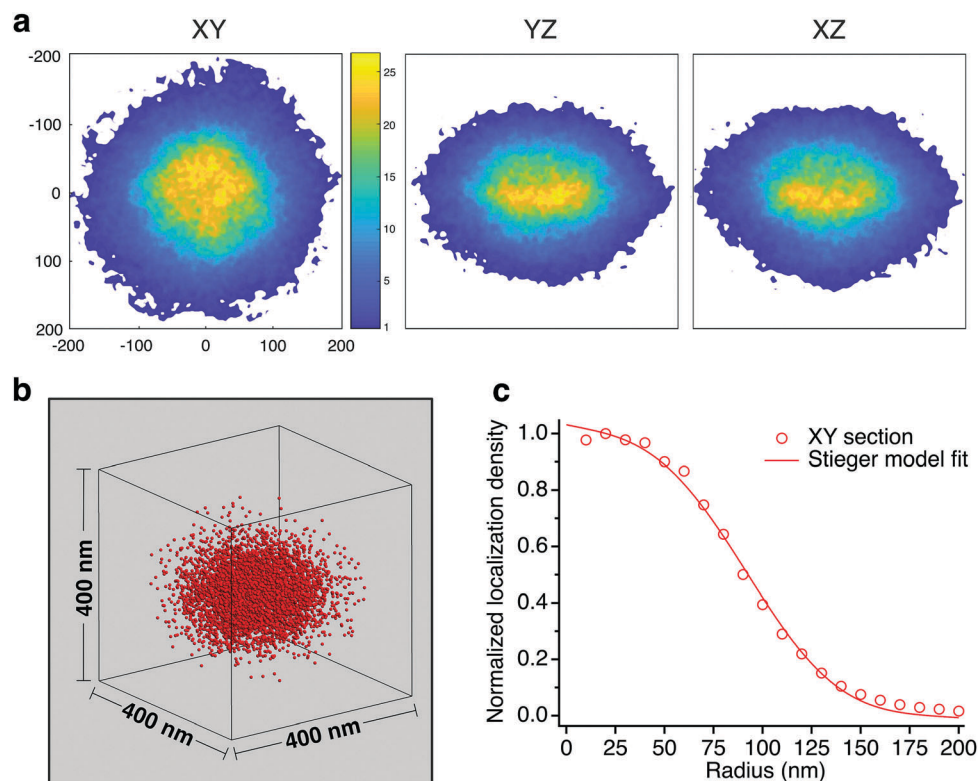 a
XY
YZ
XZ
-200
-100
0
100
200
-200
-100
0
100
200
25
20
15
10
5
1
b
400 nm
400 nm
400 nm
c
Normalized localization density
1.0
0.8
0.6
0.4
0.2
0.0
XY section
Stieger model fit
0
25
50
75
100
125
150
175
200
Radius (nm)